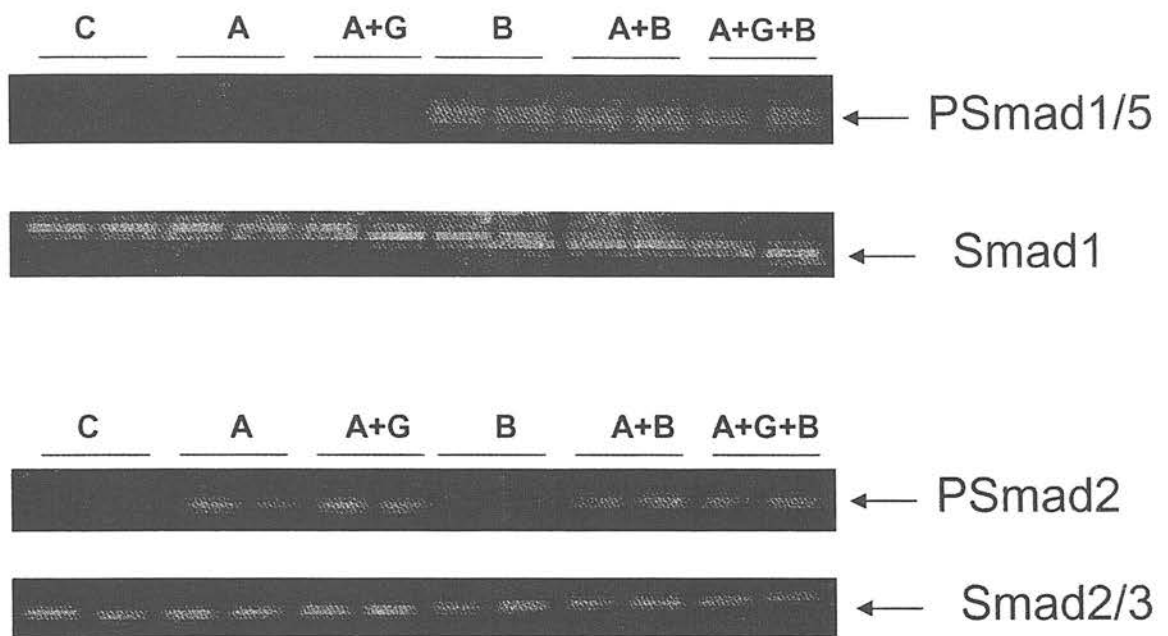 C A A+G B A+B A+G+B
PSmad1/5
Smad1
C A A+G B A+B A+G+B
PSmad2
Smad2/3